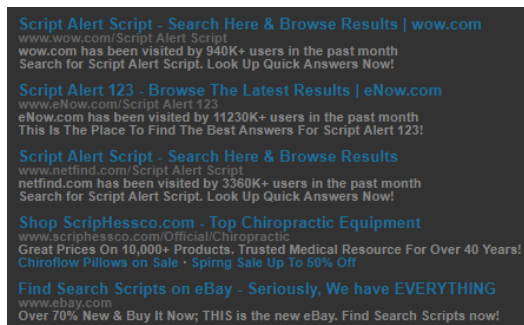 Script Alert Script - Search Here & Browse Results | wow.com
www.wow.com/Script Alert Script
wow.com has been visited by 940K+ users in the past month
Search for Script Alert Script. Look Up Quick Answers Now!
Script Alert 123 - Browse The Latest Results | eNow.com
www.eNow.com/Script Alert 123
eNow.com has been visited by 11230K+ users in the past month
This Is The Place To Find The Best Answers For Script Alert 123!
Script Alert Script - Search Here & Browse Results
www.netfind.com/Script Alert Script
netfind.com has been visited by 3360K+ users in the past month
Search for Script Alert Script. Look Up Quick Answers Now!
Shop ScripHessco.com - Top Chiropractic Equipment
www.scriphessco.com/Official/Chiropractic
Great Prices On 10,000+ Products. Trusted Medical Resource For Over 40 Years!
Chiroflow Pillows on Sale · Spirng Sale Up To 50% Off
Find Search Scripts on eBay - Seriously, We have EVERYTHING
www.ebay.com
Over 70% New & Buy It Now; THIS is the new eBay. Find Search Scripts now!